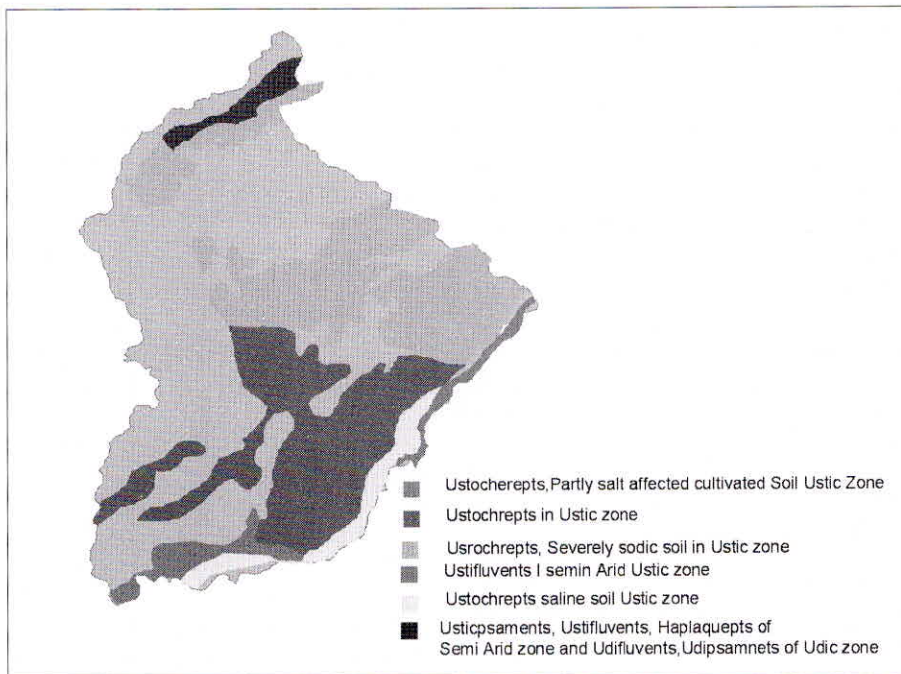 Ustocherepts,Partly salt affected cultivated Soil Ustic Zone
Ustochrepts in Ustic zone
Usrochrepts, Severely sodic soil in Ustic zone
Ustifluvents I semin Arid Ustic zone
Ustochrepts saline soil Ustic zone
Usticpsaments, Ustifluvents, Haplaquepts of
Semi Arid zone and Udifluvents,Udipsamnets of Udic zone